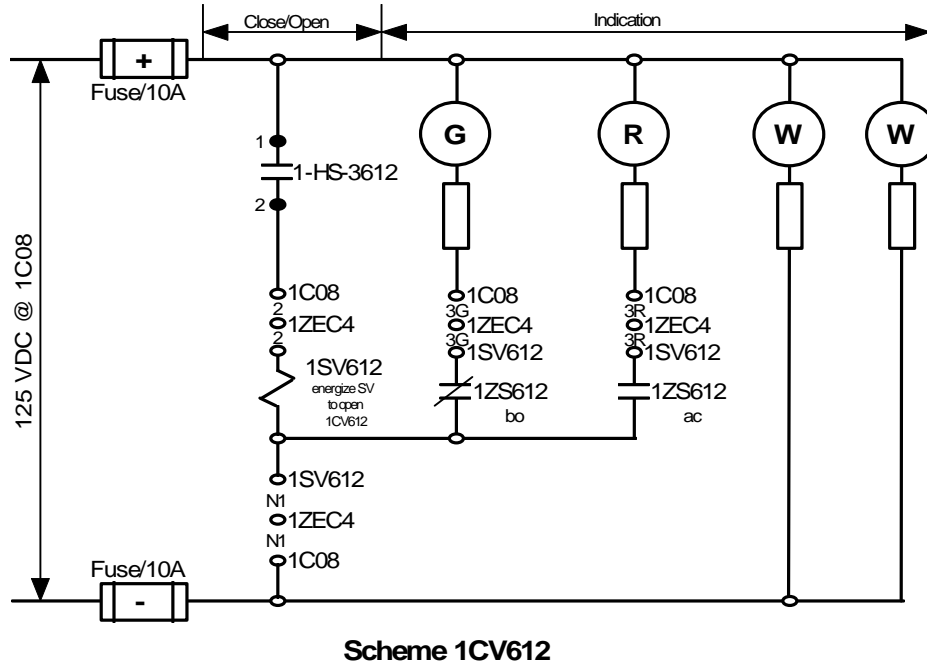 Close/Open
Indication
+
Fuse/10A
G
R
W
W
1
1-HS-3612
2
125 VDC @ 1C08
1C08
1C08
1C08
2
3G
3R
1ZEC4
1ZEC4
1ZEC4
2
3G
3R
1SV612
1SV612
1SV612
energize SV
to open
1CV612
1ZS612
bo
1ZS612
ac
1SV612
N1
1ZEC4
N1
1C08
Fuse/10A
-
Scheme 1CV612